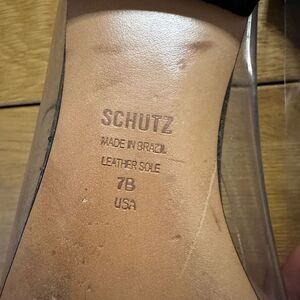 SCHUTZ
MADE IN BRAZIL
LEATHER SOLE
7B
USA